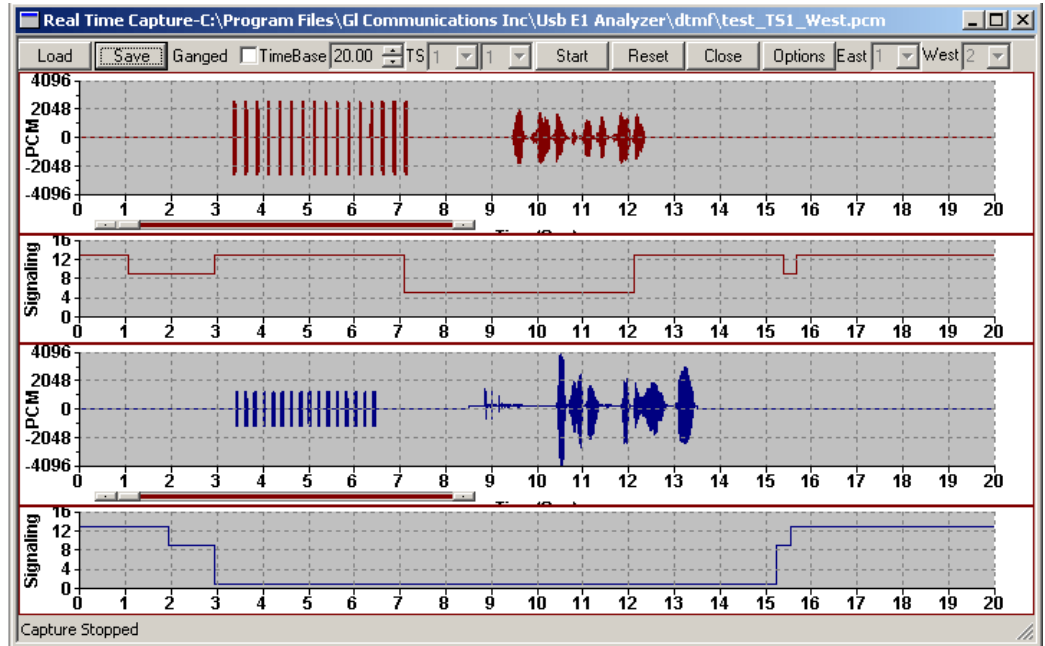 Real Time Capture-C:\Program Files\Gl Communications Inc\Usb E1 Analyzer\dtmf\test_TS1_West.pcm
Load Save Ganged TimeBase 20.00 TS 1 1 Start Reset Close Options East 1 West 2
4096
2048
0
-2048
-4096
PCM
0 1 2 3 4 5 6 7 8 9 10 11 12 13 14 15 16 17 18 19 20
16
12
8
4
0
Signaling
0 1 2 3 4 5 6 7 8 9 10 11 12 13 14 15 16 17 18 19 20
4096
2048
0
-2048
-4096
PCM
0 1 2 3 4 5 6 7 8 9 10 11 12 13 14 15 16 17 18 19 20
16
12
8
4
0
Signaling
0 1 2 3 4 5 6 7 8 9 10 11 12 13 14 15 16 17 18 19 20
Capture Stopped